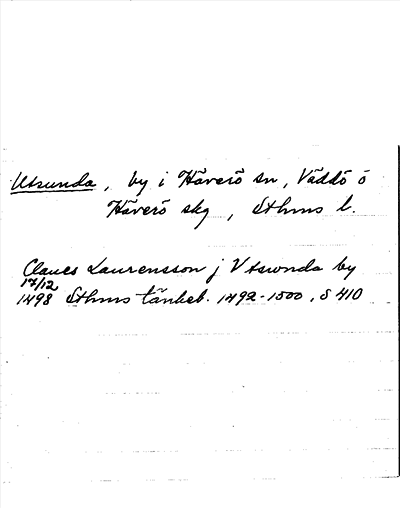 Utsunda, by i Häverö sn, Väddö ö
Häverö skg, Sthms l.
Claues Laurensson j Vtswnda by
17/12
1498 Sthms tänkeb. 1492-1500, s 410